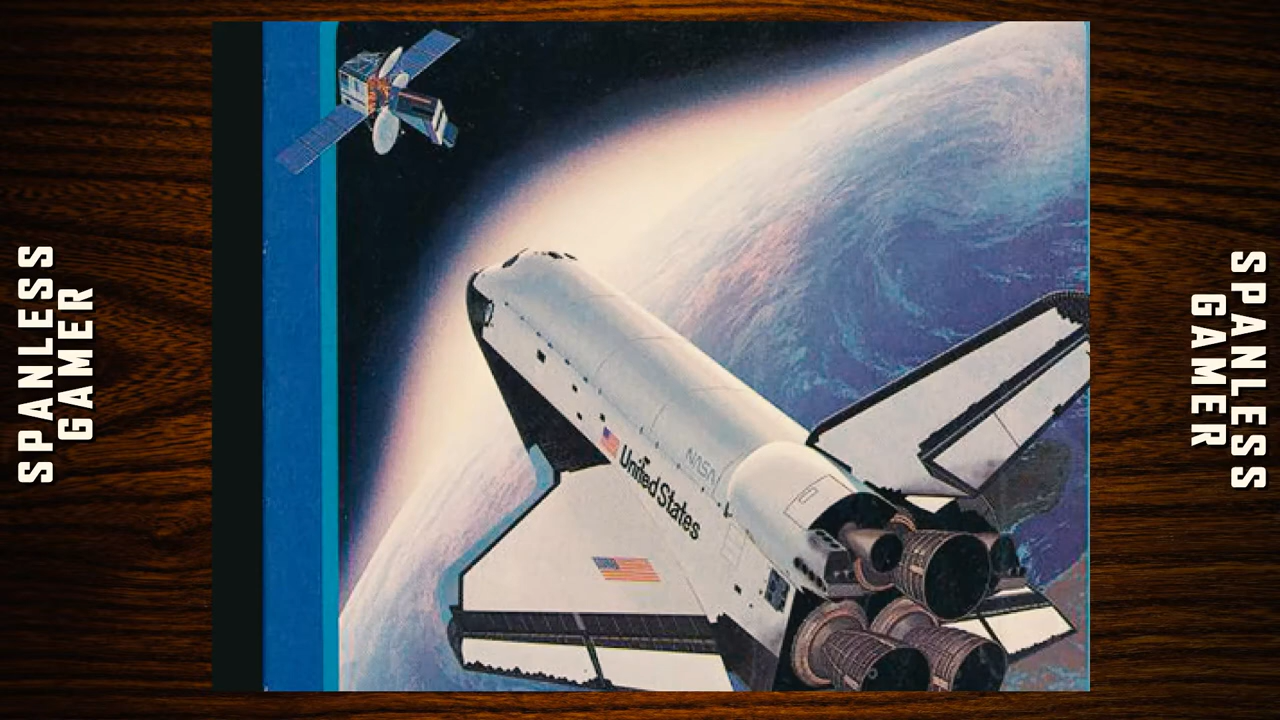 SPANLESS
GAMER
NASA
United States
SPANLESS
GAMER